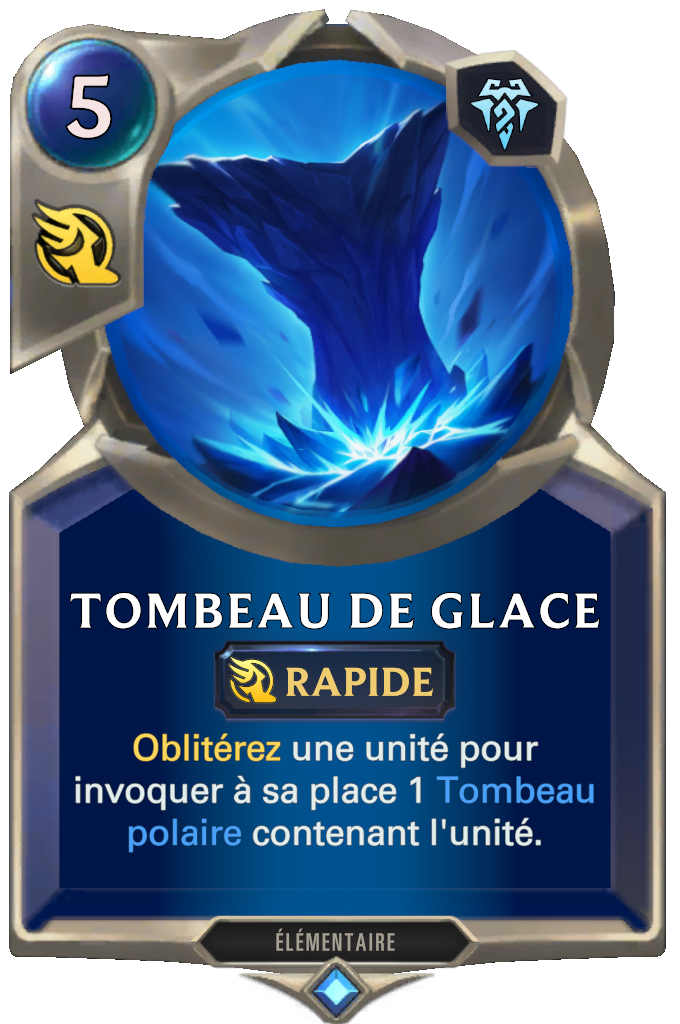 5
TOMBEAU DE GLACE
RAPIDE
Oblitérez une unité pour
invoquer à sa place 1 Tombeau
polaire contenant l'unité.
ÉLÉMENTAIRE